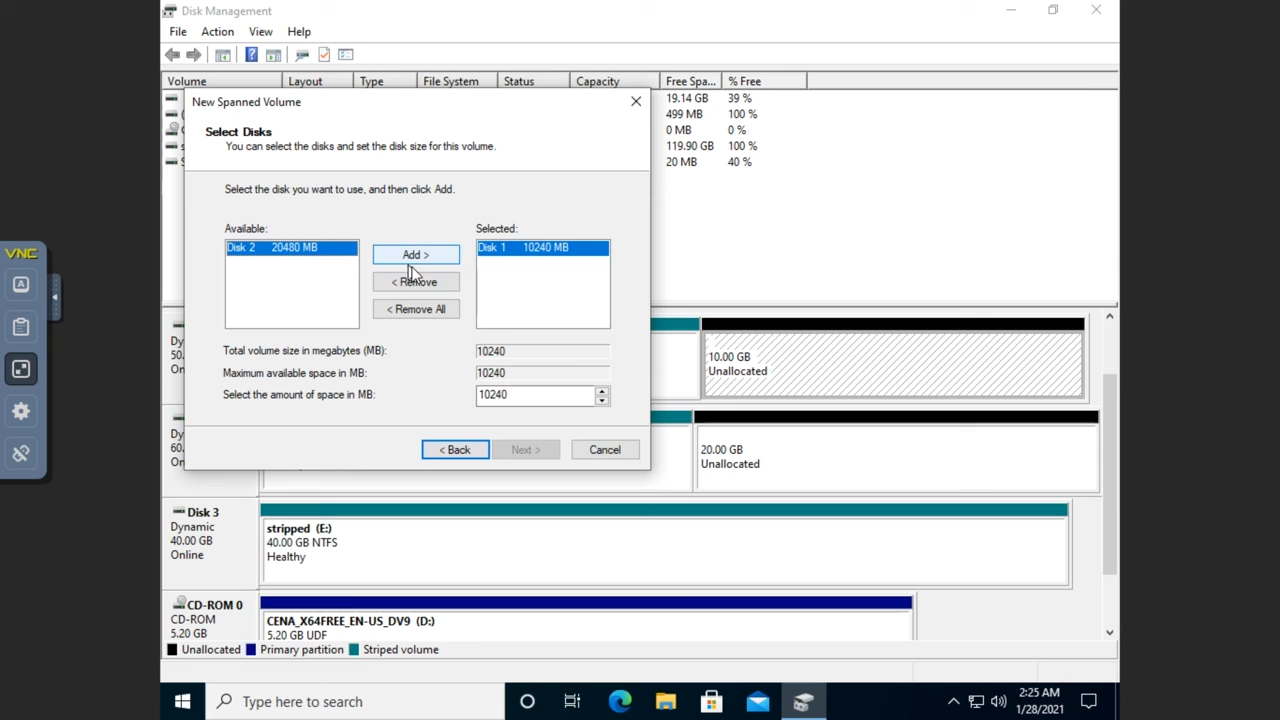 Disk Management
File Action View Help
Volume Layout Type File System Status Capacity Free Spa... % Free
19.14 GB 39 %
499 MB 100 %
0 MB 0 %
119.90 GB 100 %
20 MB 40 %
New Spanned Volume
Select Disks
You can select the disks and set the disk size for this volume.
Select the disk you want to use, and then click Add.
Available: Selected:
Disk 2 20480 MB Add > Disk 1 10240 MB
< Remove
< Remove All
Total volume size in megabytes (MB): 10240
Maximum available space in MB: 10240
Select the amount of space in MB: 10240
< Back Next > Cancel
Dy
50.
On
10.00 GB
Unallocated
Dy
60.
On
20.00 GB
Unallocated
Disk 3
Dynamic
40.00 GB
Online
stripped (E:)
40.00 GB NTFS
Healthy
CD-ROM 0
CD-ROM
5.20 GB
CENA_X64FREE_EN-US_DV9 (D:)
5.20 GB UDF
Unallocated Primary partition Striped volume
VNC
A
Type here to search
2:25 AM
1/28/2021